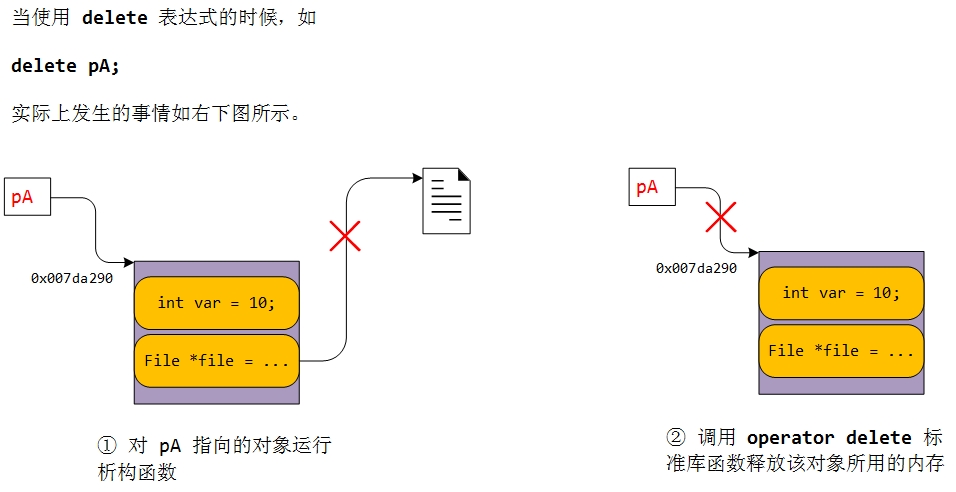 当使用 delete 表达式的时候，如
delete pA;
实际上发生的事情如右下图所示。
pA
0x007da290
int var = 10;
File *file = ...
① 对 pA 指向的对象运行
析构函数
pA
0x007da290
int var = 10;
File *file = ...
② 调用 operator delete 标
准库函数释放该对象所用的内存